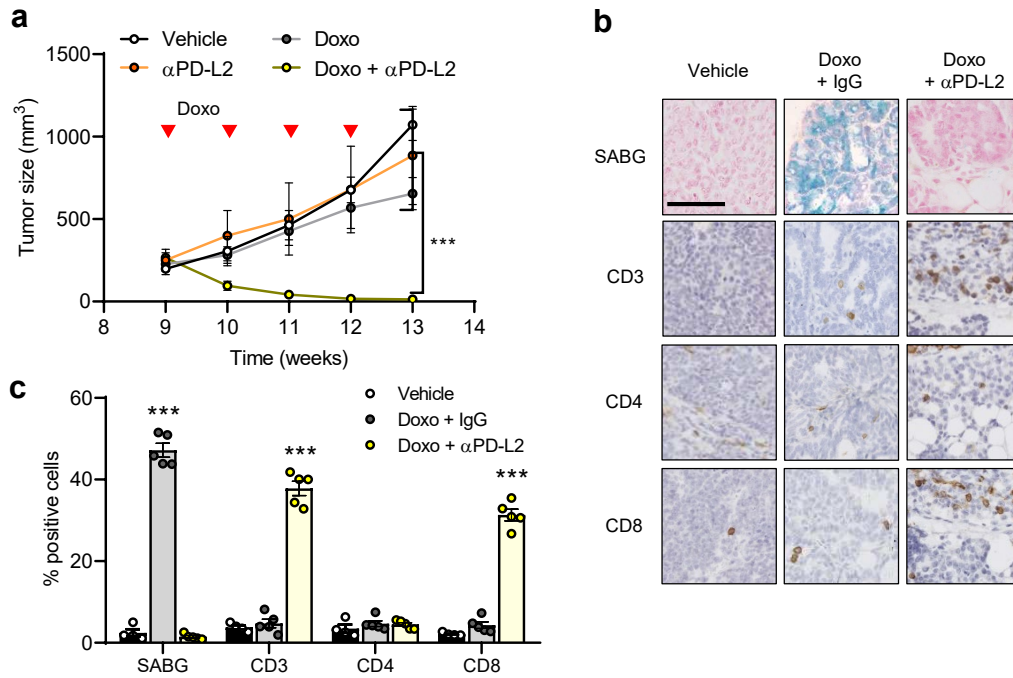 a
Vehicle
Doxo
αPD-L2
Doxo + αPD-L2
1500
1000
500
0
Tumor size (mm³)
Doxo
***
8 9 10 11 12 13 14
Time (weeks)
b
Vehicle
Doxo + IgG
Doxo + αPD-L2
SABG
CD3
CD4
CD8
c
Vehicle
Doxo + IgG
Doxo + αPD-L2
60
40
20
0
% positive cells
***
***
***
SABG CD3 CD4 CD8